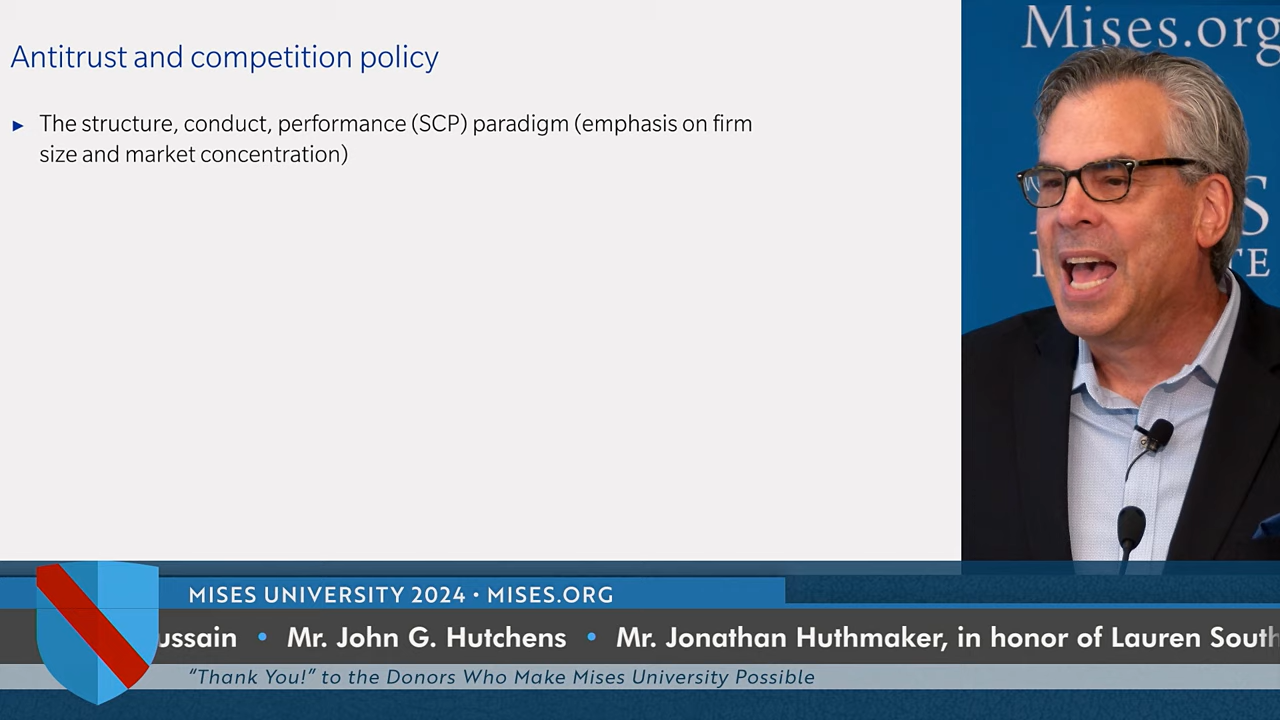 Antitrust and competition policy
► The structure, conduct, performance (SCP) paradigm (emphasis on firm
size and market concentration)
Mises.org
MISES UNIVERSITY 2024 • MISES.ORG
ussain • Mr. John G. Hutchens • Mr. Jonathan Huthmaker, in honor of Lauren South
“Thank You!” to the Donors Who Make Mises University Possible